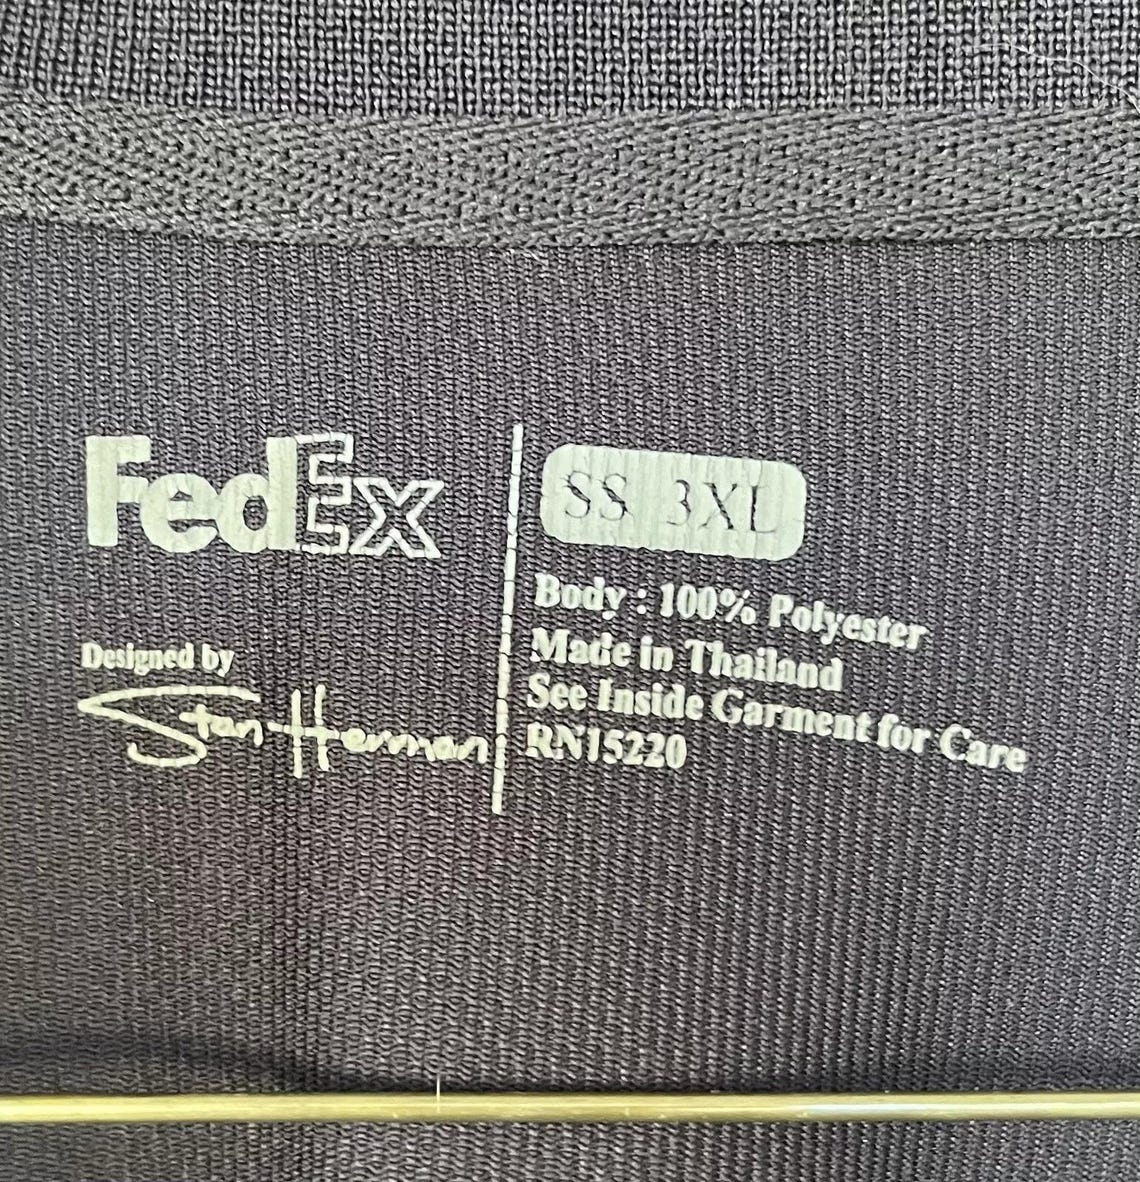 FedEx
Designed by
Stan Herman
SS 3XL
Body : 100% Polyester
Made in Thailand
See Inside Garment for Care
RN15220